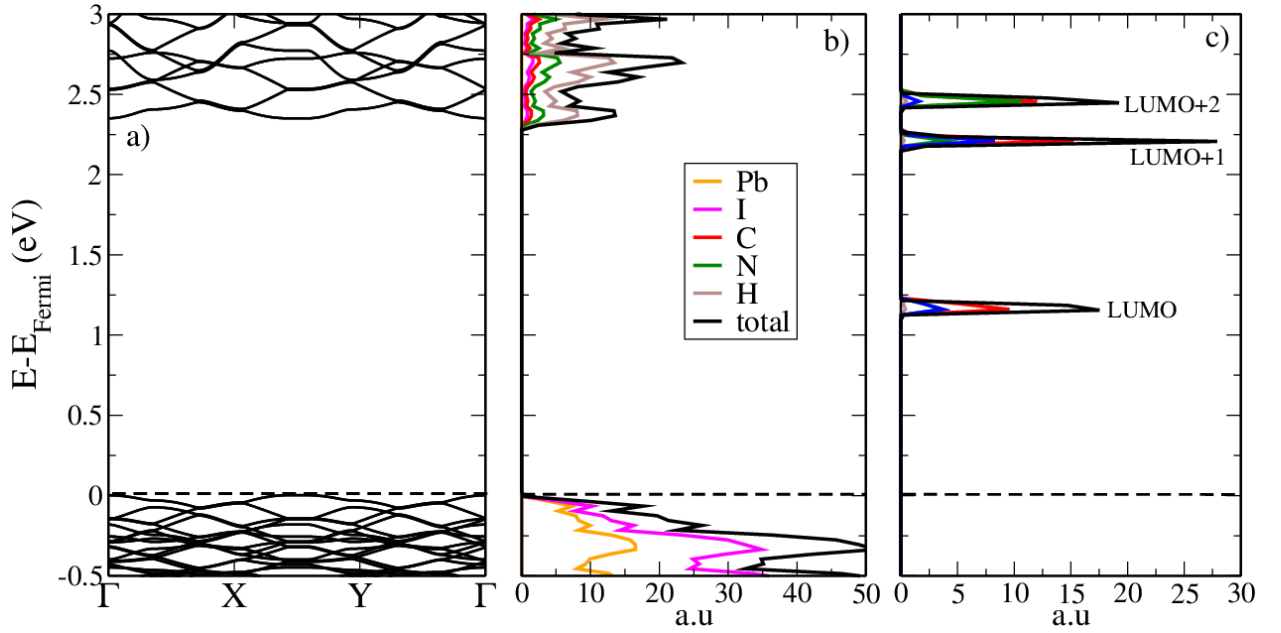 E-E_Fermi (eV)
3
2.5
2
1.5
1
0.5
0
-0.5
a)
Γ X Y Γ
b)
Pb
I
C
N
H
total
0 10 20 30 40 50
a.u
c)
LUMO+2
LUMO+1
LUMO
0 5 10 15 20 25 30
a.u